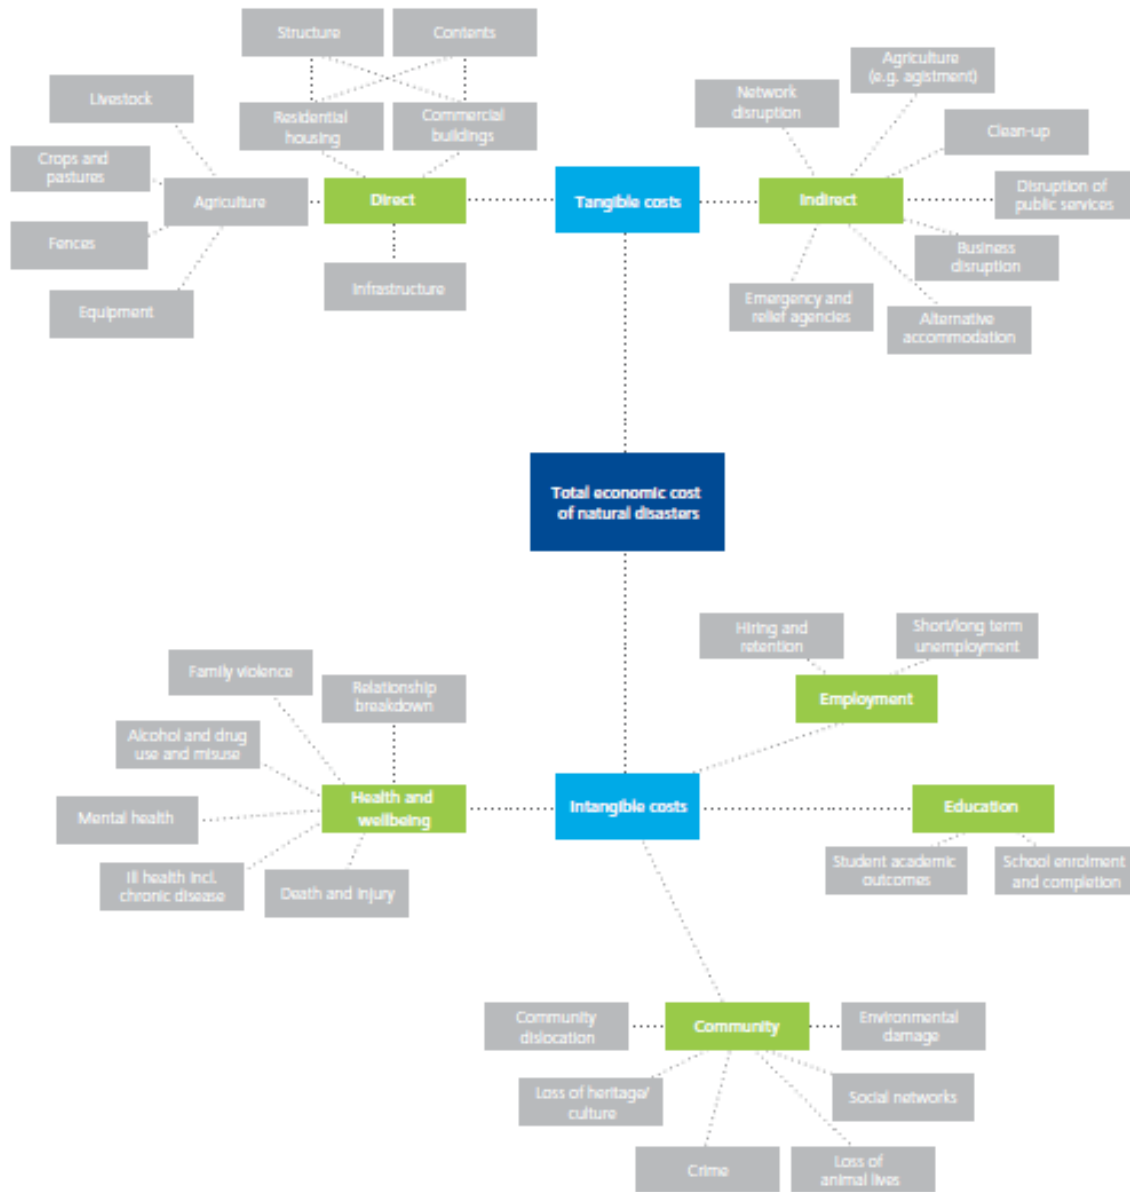 Structure
Contents
Livestock
Residential
housing
Commercial
buildings
Crops and
pastures
Agriculture
Direct
Fences
Equipment
Infrastructure
Tangible costs
Network
disruption
Agriculture
(e.g. agistment)
Clean-up
Indirect
Disruption of
public services
Business
disruption
Emergency and
relief agencies
Alternative
accommodation
Total economic cost
of natural disasters
Hiring and
retention
Short/long term
unemployment
Employment
Family violence
Relationship
breakdown
Alcohol and drug
use and misuse
Mental health
Health and
wellbeing
Ill health incl.
chronic disease
Death and injury
Intangible costs
Education
Student academic
outcomes
School enrolment
and completion
Community
dislocation
Community
Environmental
damage
Loss of heritage/
culture
Social networks
Crime
Loss of
animal lives